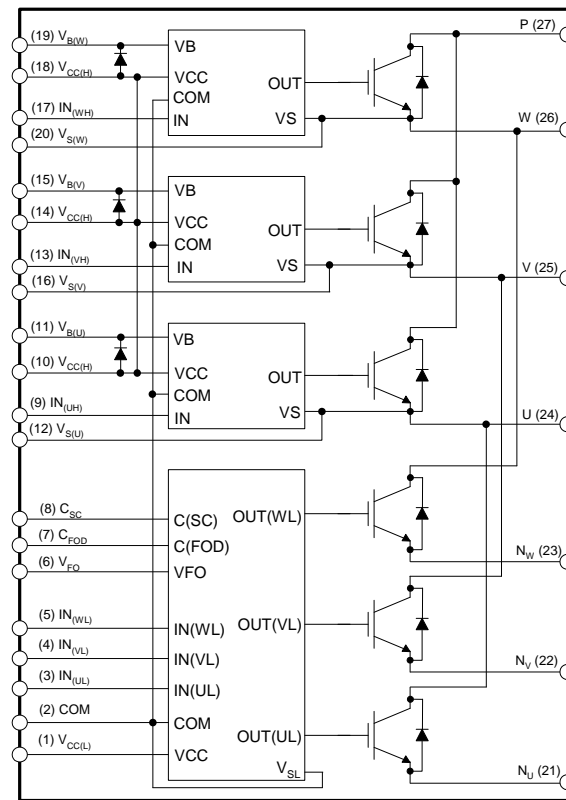 (19) VB(W)
(18) VCC(H)
(17) IN(WH)
(20) VS(W)
VB
VCC
COM
IN
OUT
VS
P (27)
W (26)
(15) VB(V)
(14) VCC(H)
(13) IN(VH)
(16) VS(V)
VB
VCC
COM
IN
OUT
VS
V (25)
(11) VB(U)
(10) VCC(H)
(9) IN(UH)
(12) VS(U)
VB
VCC
COM
IN
OUT
VS
U (24)
(8) CSC
(7) CFOD
(6) VFO
(5) IN(WL)
(4) IN(VL)
(3) IN(UL)
(2) COM
(1) VCC(L)
C(SC)
C(FOD)
VFO
IN(WL)
IN(VL)
IN(UL)
COM
VCC
OUT(WL)
OUT(VL)
OUT(UL)
VSL
NW (23)
NV (22)
NU (21)